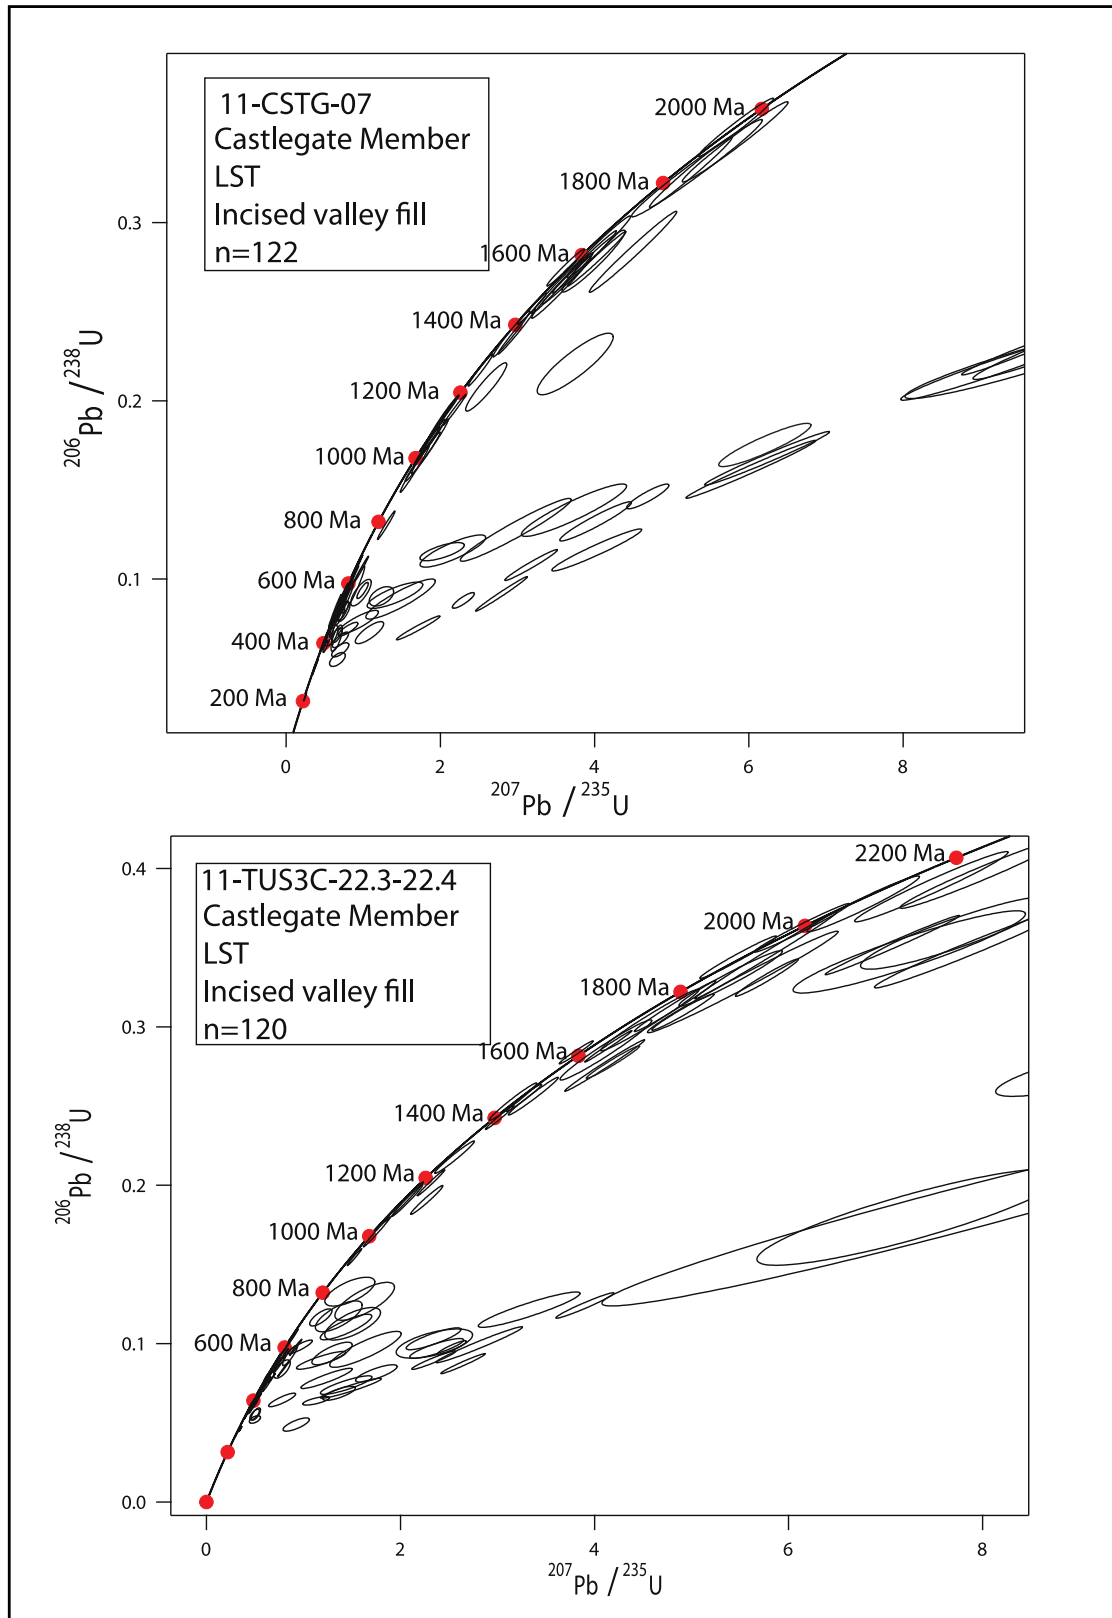 11-CSTG-07
Castlegate Member
LST
Incised valley fill
n=122
2000 Ma
1800 Ma
1600 Ma
1400 Ma
1200 Ma
1000 Ma
800 Ma
600 Ma
400 Ma
200 Ma
0.3
0.2
0.1
206Pb / 238U
0 2 4 6 8
207Pb / 235U
11-TUS3C-22.3-22.4
Castlegate Member
LST
Incised valley fill
n=120
2200 Ma
2000 Ma
1800 Ma
1600 Ma
1400 Ma
1200 Ma
1000 Ma
800 Ma
600 Ma
0.4
0.3
0.2
0.1
0.0
206Pb / 238U
0 2 4 6 8
207Pb / 235U